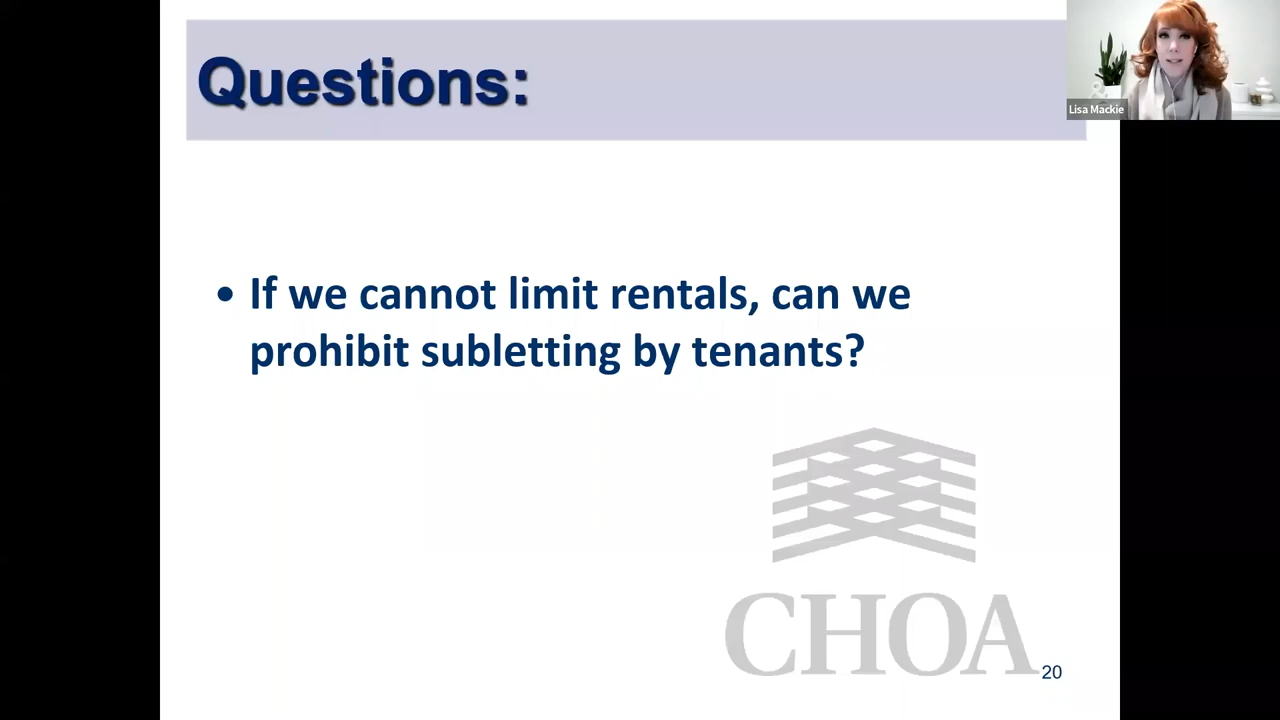 Questions:
Lisa Mackie
• If we cannot limit rentals, can we
prohibit subletting by tenants?
CHOA
20